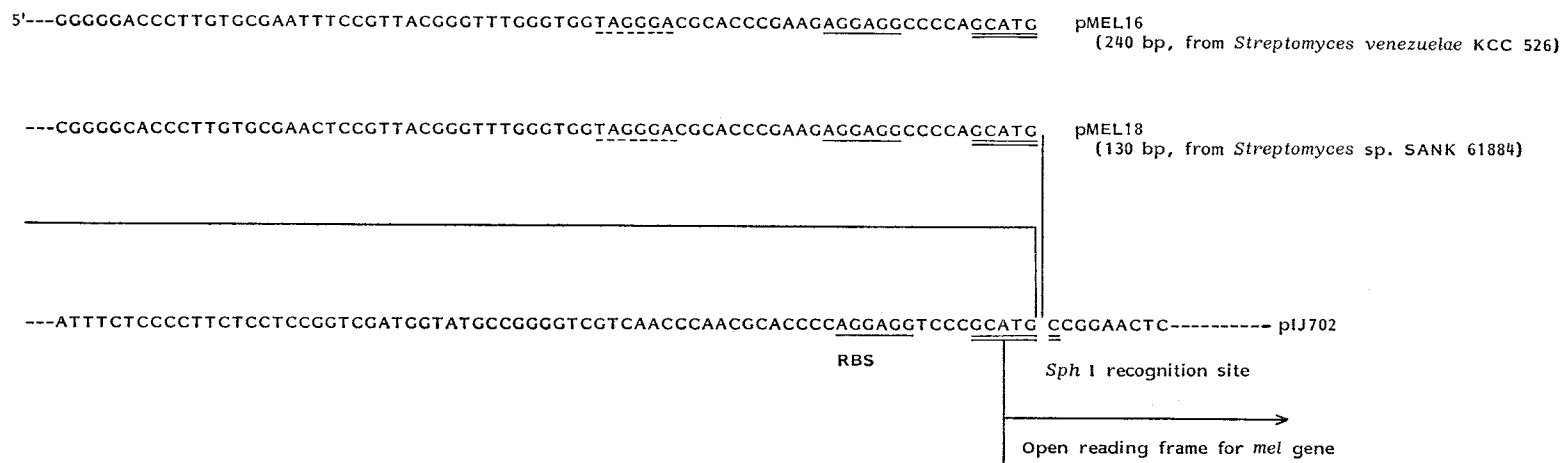 5'---GGGGGACCCTTGTGCGAATTTCCGTTACGGGTTTGGGTGGTAGGGACGCACCCGAAGAGGAGGCCCCAGCATG pMEL16
(240 bp, from Streptomyces venezuelae KCC 526)
---CGGGGCACCCTTGTGCGAACTCCGTTACGGGTTTGGGTGGTAGGGACGCACCCGAAGAGGAGGCCCCAGCATG pMEL18
(130 bp, from Streptomyces sp. SANK 61884)
---ATTTCTCCCCTTCTCCTCCGGTCGATGGTATGCCGGGGTCGTCAACCCAACGCACCCCAGGAGGTCCCGCATG CCGGAACTC---------- pIJ702
RBS
Sph I recognition site
Open reading frame for mel gene